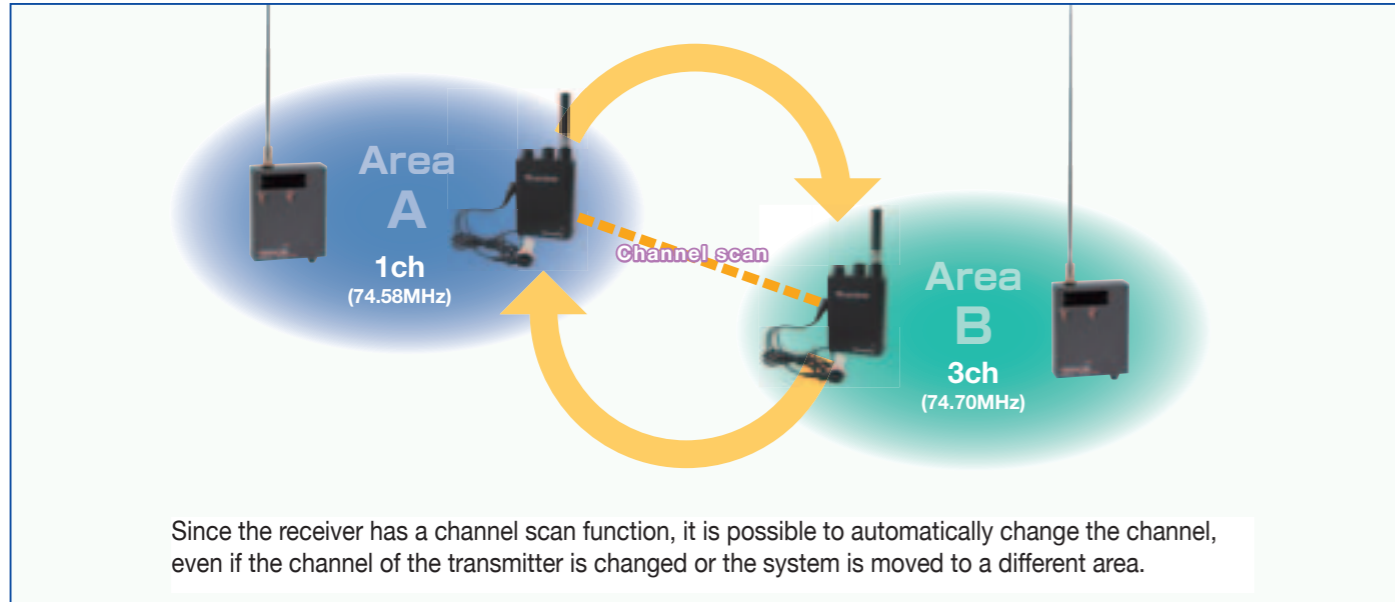 Area
A
1ch
(74.58MHz)
Channel scan
Area
B
3ch
(74.70MHz)
Since the receiver has a channel scan function, it is possible to automatically change the channel,
even if the channel of the transmitter is changed or the system is moved to a different area.